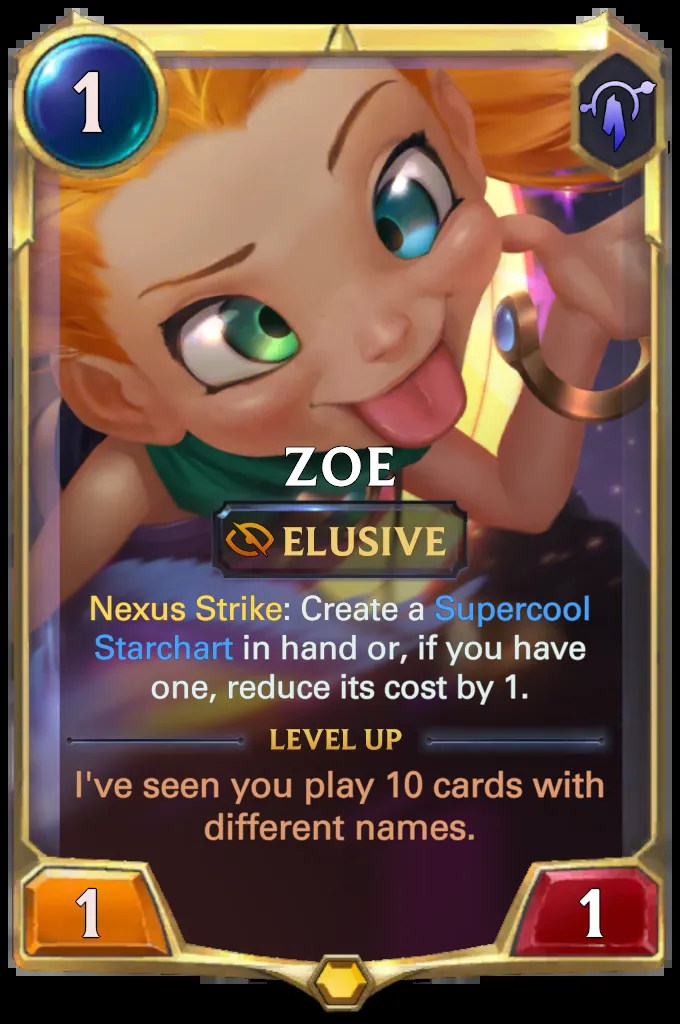 1
ZOE
ELUSIVE
Nexus Strike: Create a Supercool
Starchart in hand or, if you have
one, reduce its cost by 1.
LEVEL UP
I've seen you play 10 cards with
different names.
1
1